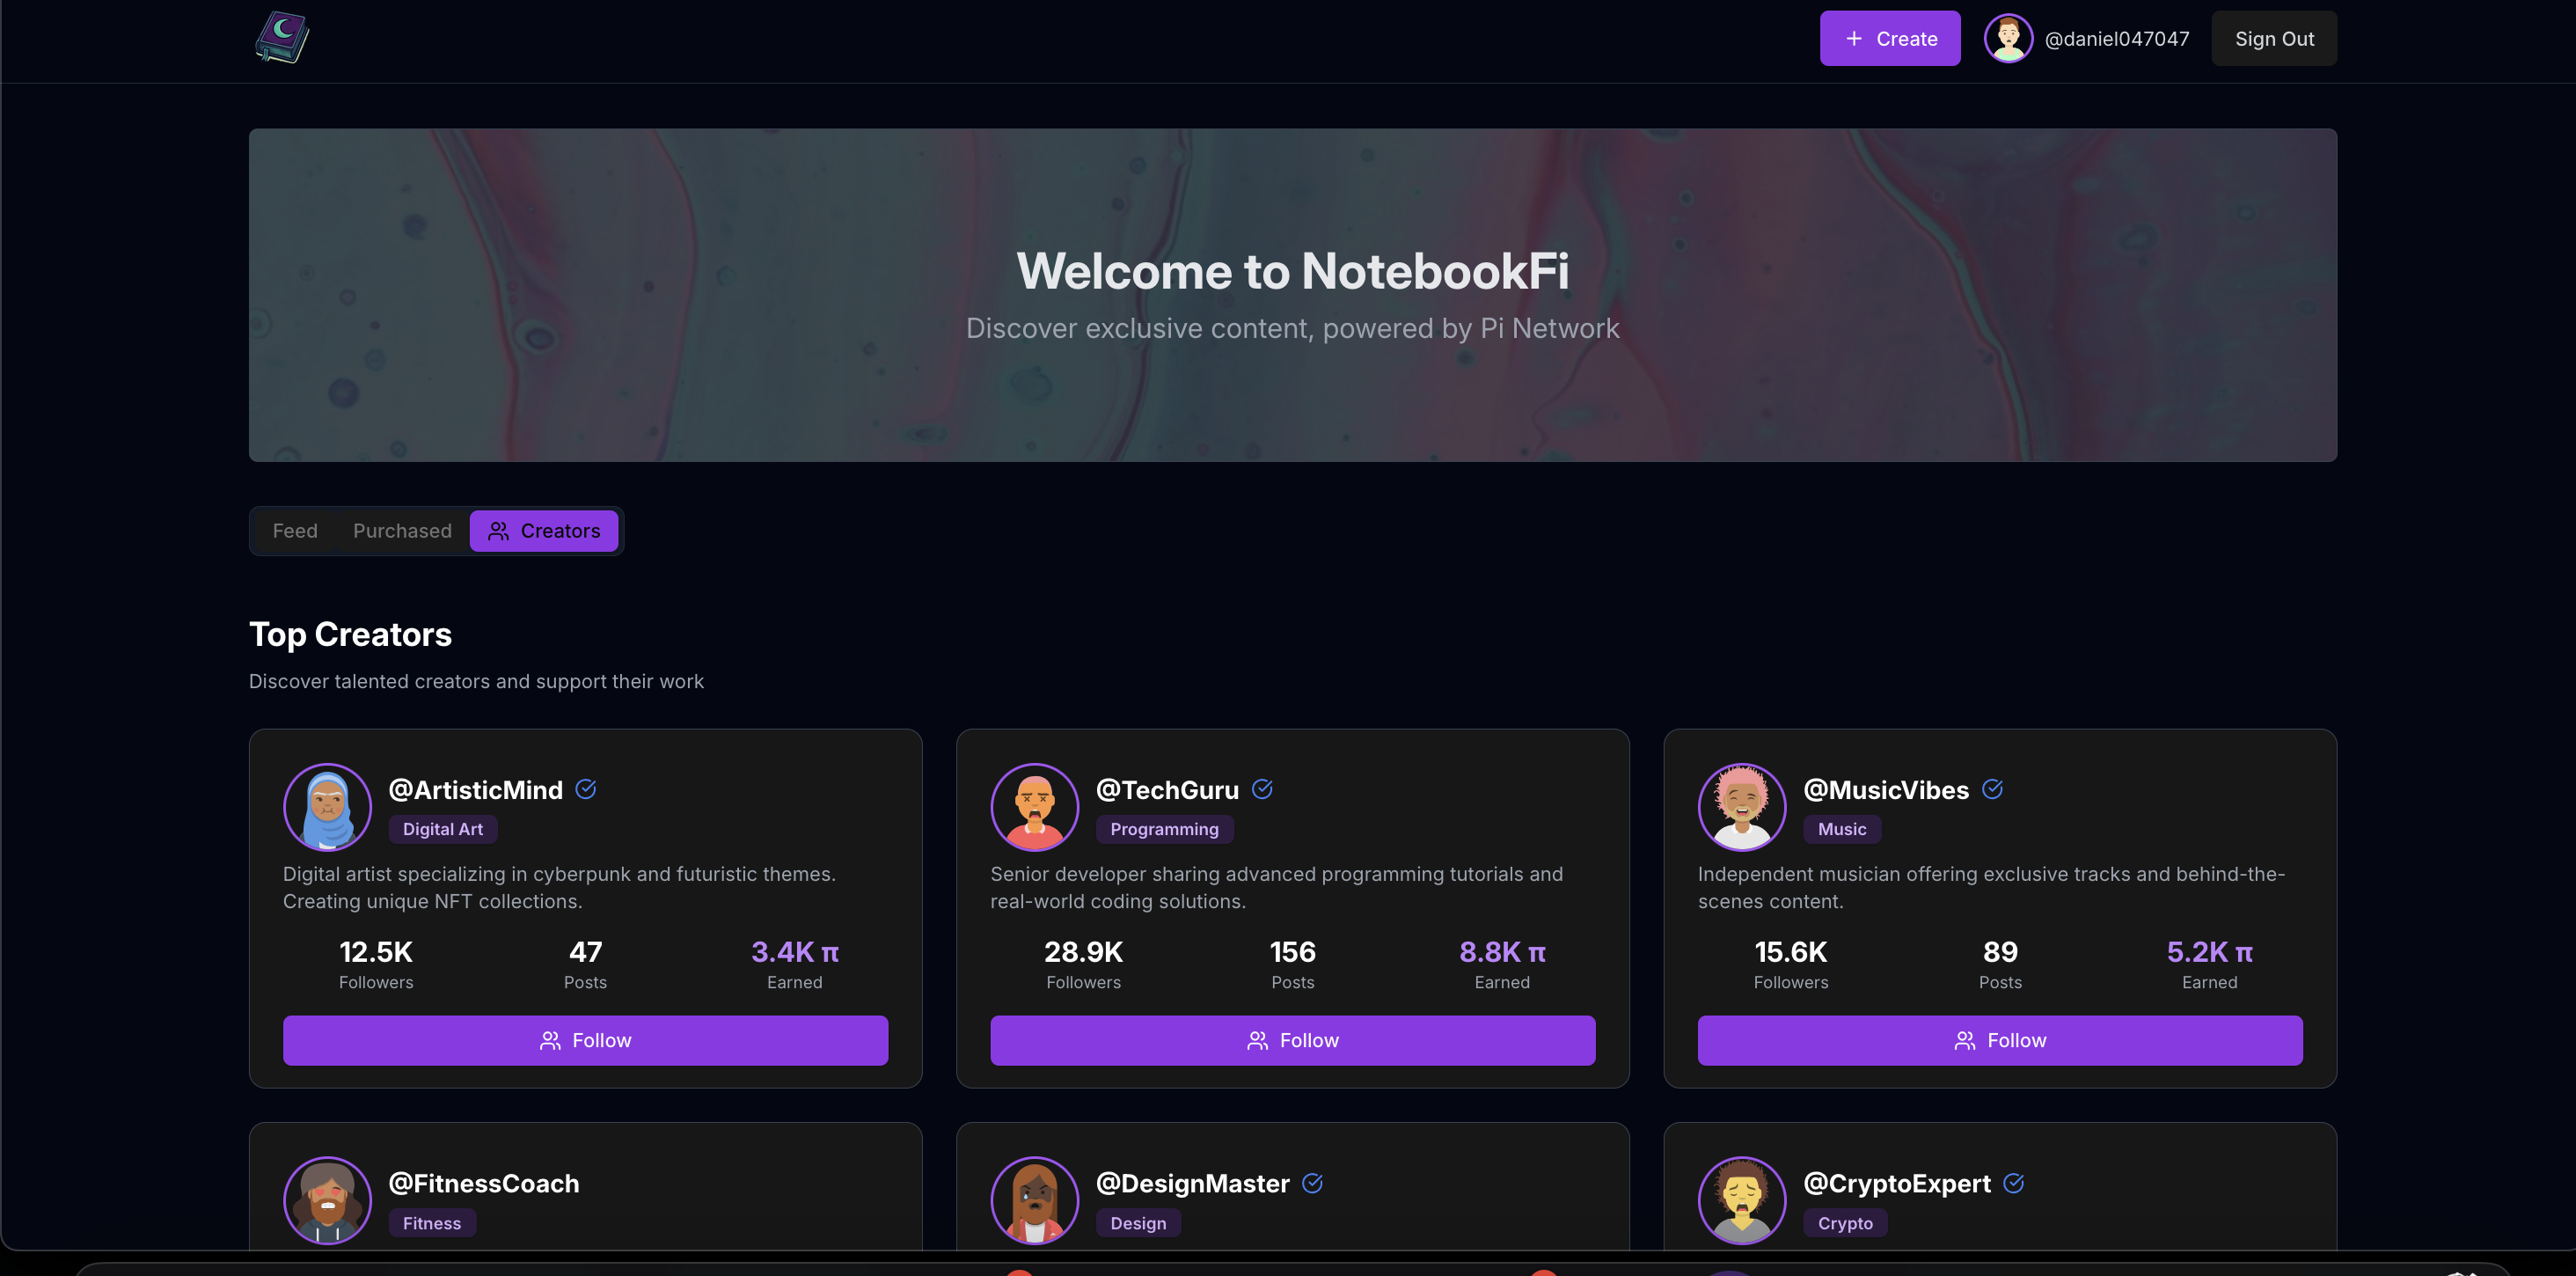 Create
@daniel047047
Sign Out
Welcome to NotebookFi
Discover exclusive content, powered by Pi Network
Feed
Purchased
Creators
Top Creators
Discover talented creators and support their work
@ArtisticMind
Digital Art
Digital artist specializing in cyberpunk and futuristic themes.
Creating unique NFT collections.
12.5K
47
3.4K π
Followers
Posts
Earned
Follow
@TechGuru
Programming
Senior developer sharing advanced programming tutorials and
real-world coding solutions.
28.9K
156
8.8K π
Followers
Posts
Earned
Follow
@MusicVibes
Music
Independent musician offering exclusive tracks and behind-the-
scenes content.
15.6K
89
5.2K π
Followers
Posts
Earned
Follow
@FitnessCoach
Fitness
@DesignMaster
Design
@CryptoExpert
Crypto